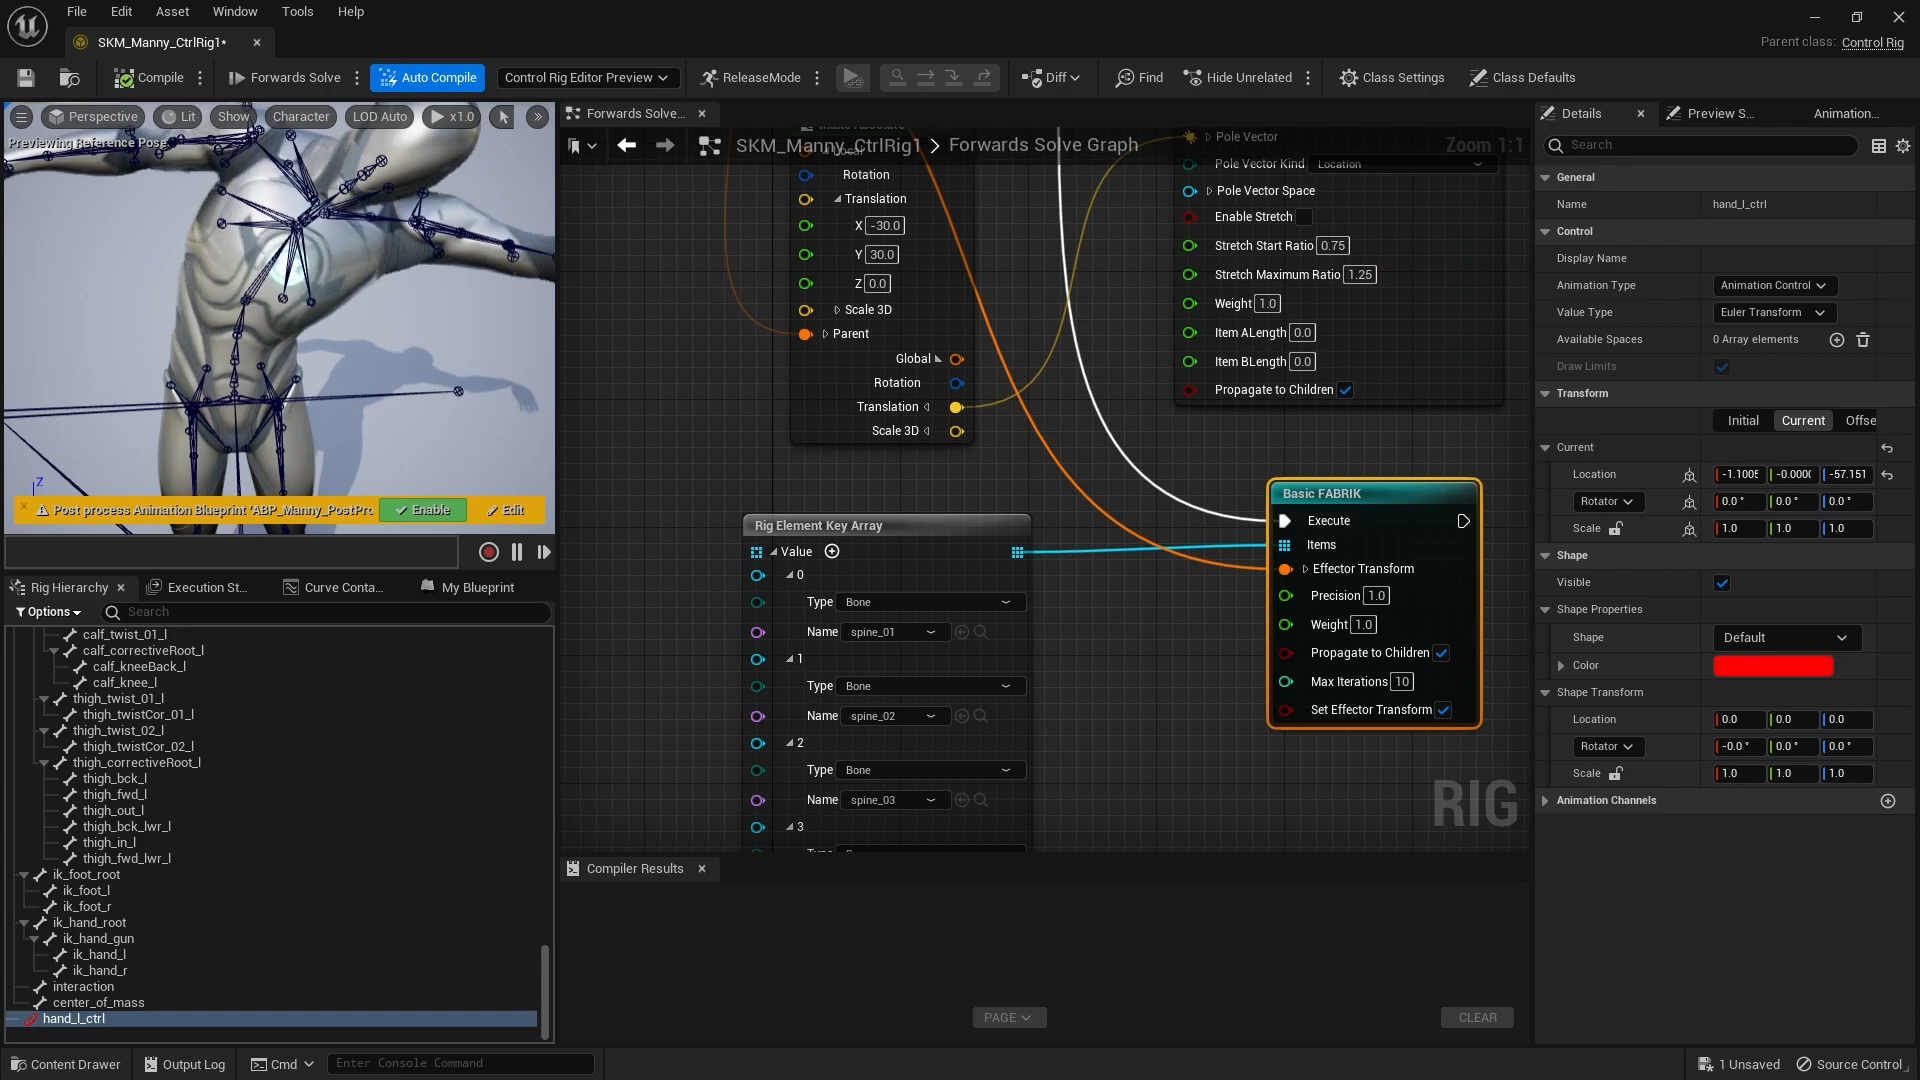 File Edit Asset Window Tools Help
SKM_Manny_CtrlRig1*
Parent class: Control Rig
Compile
Forwards Solve
Auto Compile
Control Rig Editor Preview
ReleaseMode
Diff
Find
Hide Unrelated
Class Settings
Class Defaults
Perspective
Lit
Show
Character
LOD Auto
x1.0
Previewing Reference Pose
Z
Post process Animation Blueprint 'ABP_Manny_PostPro
Enable
Edit
Rig Hierarchy
Execution St...
Curve Conta...
My Blueprint
Options
Search
calf_twist_01_l
calf_correctiveRoot_l
calf_kneeBack_l
calf_knee_l
thigh_twist_01_l
thigh_twistCor_01_l
thigh_twist_02_l
thigh_twistCor_02_l
thigh_correctiveRoot_l
thigh_bck_l
thigh_fwd_l
thigh_out_l
thigh_bck_lwr_l
thigh_in_l
thigh_fwd_lwr_l
ik_foot_root
ik_foot_l
ik_foot_r
ik_hand_root
ik_hand_gun
ik_hand_l
ik_hand_r
interaction
center_of_mass
hand_l_ctrl
Forwards Solve...
SKM_Manny_CtrlRig1 > Forwards Solve Graph
Zoom 1:1
Local
Rotation
Translation
X -30.0
Y 30.0
Z 0.0
Scale 3D
Parent
Global
Rotation
Translation
Scale 3D
Pole Vector
Pole Vector Kind Location
Pole Vector Space
Enable Stretch
Stretch Start Ratio 0.75
Stretch Maximum Ratio 1.25
Weight 1.0
Item ALength 0.0
Item BLength 0.0
Propagate to Children
Rig Element Key Array
Value
0
Type Bone
Name spine_01
1
Type Bone
Name spine_02
2
Type Bone
Name spine_03
3
Basic FABRIK
Execute
Items
Effector Transform
Precision 1.0
Weight 1.0
Propagate to Children
Max Iterations 10
Set Effector Transform
RIG
Compiler Results
PAGE
CLEAR
Details
Preview S...
Animation...
Search
General
Name hand_l_ctrl
Control
Display Name
Animation Type Animation Control
Value Type Euler Transform
Available Spaces 0 Array elements
Draw Limits
Transform
Initial Current Offse
Current
Location -1.1005 -0.0000 -57.151
Rotator 0.0 ° 0.0 ° 0.0 °
Scale 1.0 1.0 1.0
Shape
Visible
Shape Properties
Shape Default
Color
Shape Transform
Location 0.0 0.0 0.0
Rotator -0.0 ° 0.0 ° 0.0 °
Scale 1.0 1.0 1.0
Animation Channels
Content Drawer
Output Log
Cmd
Enter Console Command
1 Unsaved
Source Control